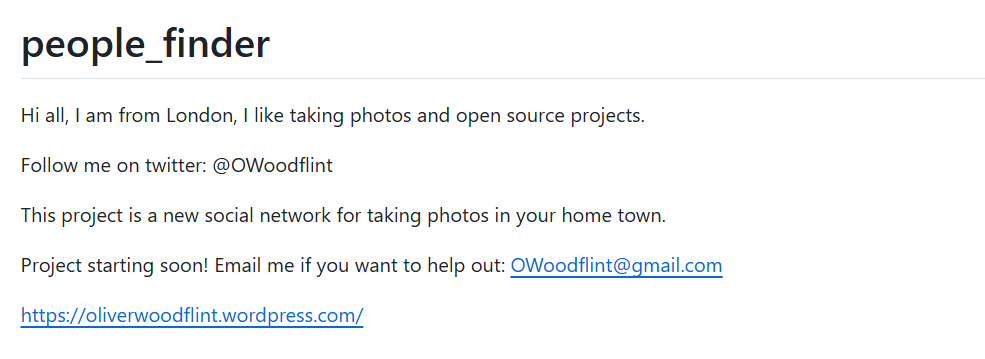 people_finder
Hi all, I am from London, I like taking photos and open source projects.
Follow me on twitter: @OWoodflint
This project is a new social network for taking photos in your home town.
Project starting soon! Email me if you want to help out: OWoodflint@gmail.com
https://oliverwoodflint.wordpress.com/